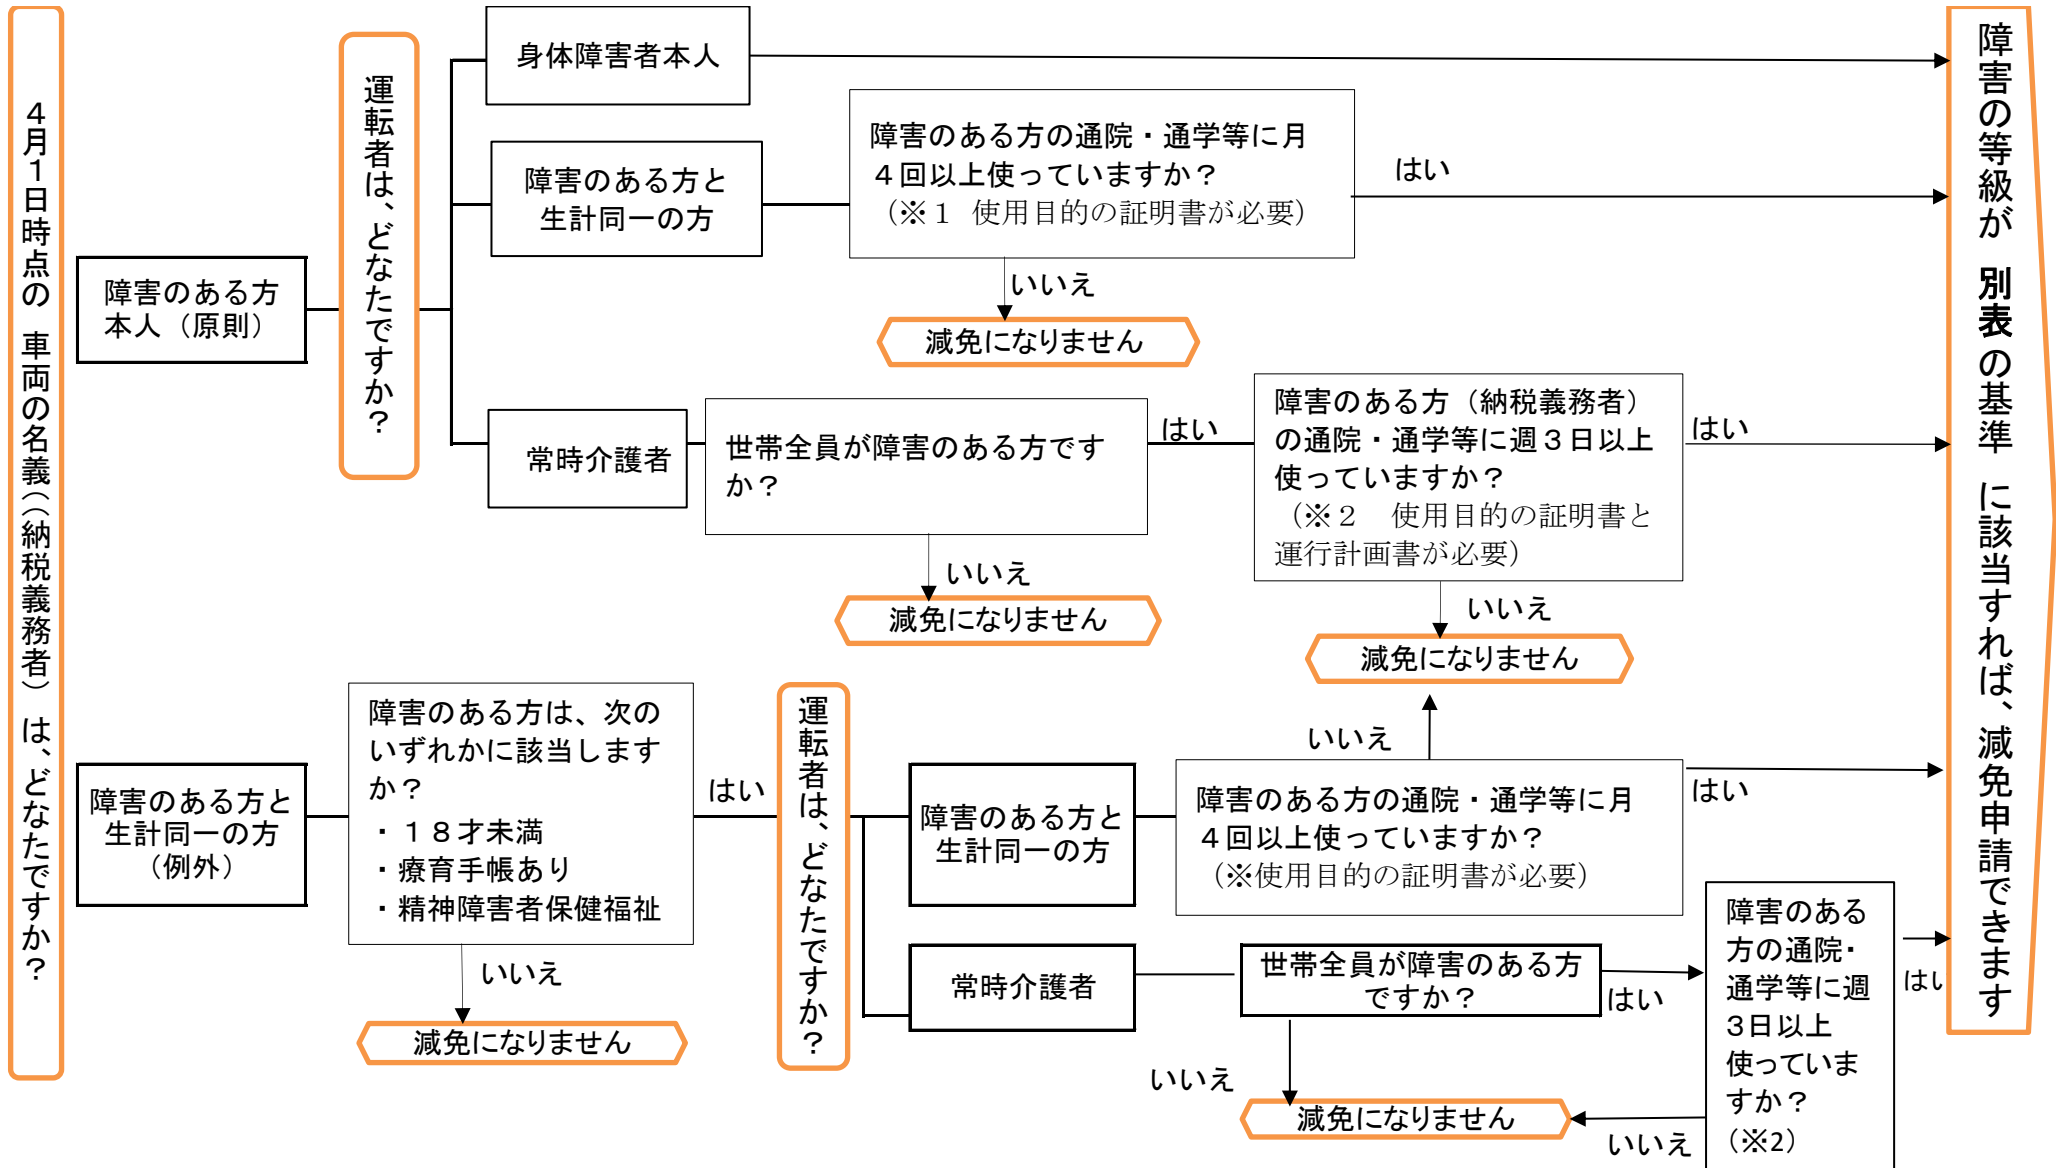 4月1日時点の 車両の名義((納税義務者) は、どなたですか？
障害のある方
本人（原則）
運転者は、どなたですか？
身体障害者本人
障害のある方と
生計同一の方
障害のある方の通院・通学等に月
４回以上使っていますか？
（※１ 使用目的の証明書が必要）
はい
いいえ
減免になりません
常時介護者
世帯全員が障害のある方です
か？
はい
いいえ
減免になりません
障害のある方（納税義務者）
の通院・通学等に週３日以上
使っていますか？
（※２　使用目的の証明書と
運行計画書が必要）
はい
いいえ
減免になりません
障害のある方と
生計同一の方
（例外）
障害のある方は、次の
いずれかに該当します
か？
・１８才未満
・療育手帳あり
・精神障害者保健福祉
はい
いいえ
減免になりません
運転者は、どなたですか？
障害のある方と
生計同一の方
障害のある方の通院・通学等に月
４回以上使っていますか？
（※使用目的の証明書が必要）
いいえ
はい
常時介護者
世帯全員が障害のある方
ですか？
はい
いいえ
減免になりません
障害のある
方の通院・
通学等に週
3日以上
使っていま
すか？
（※2）
はい
いいえ
障害の等級が 別表の基準 に該当すれば、減免申請できます